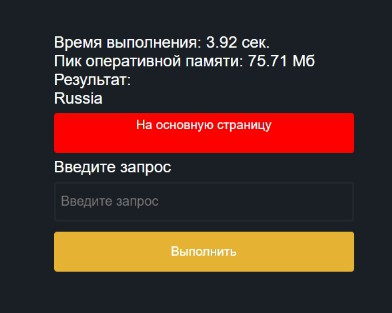 Время выполнения: 3.92 сек.
Пик оперативной памяти: 75.71 Мб
Результат:
Russia
На основную страницу
Введите запрос
Введите запрос
Выполнить